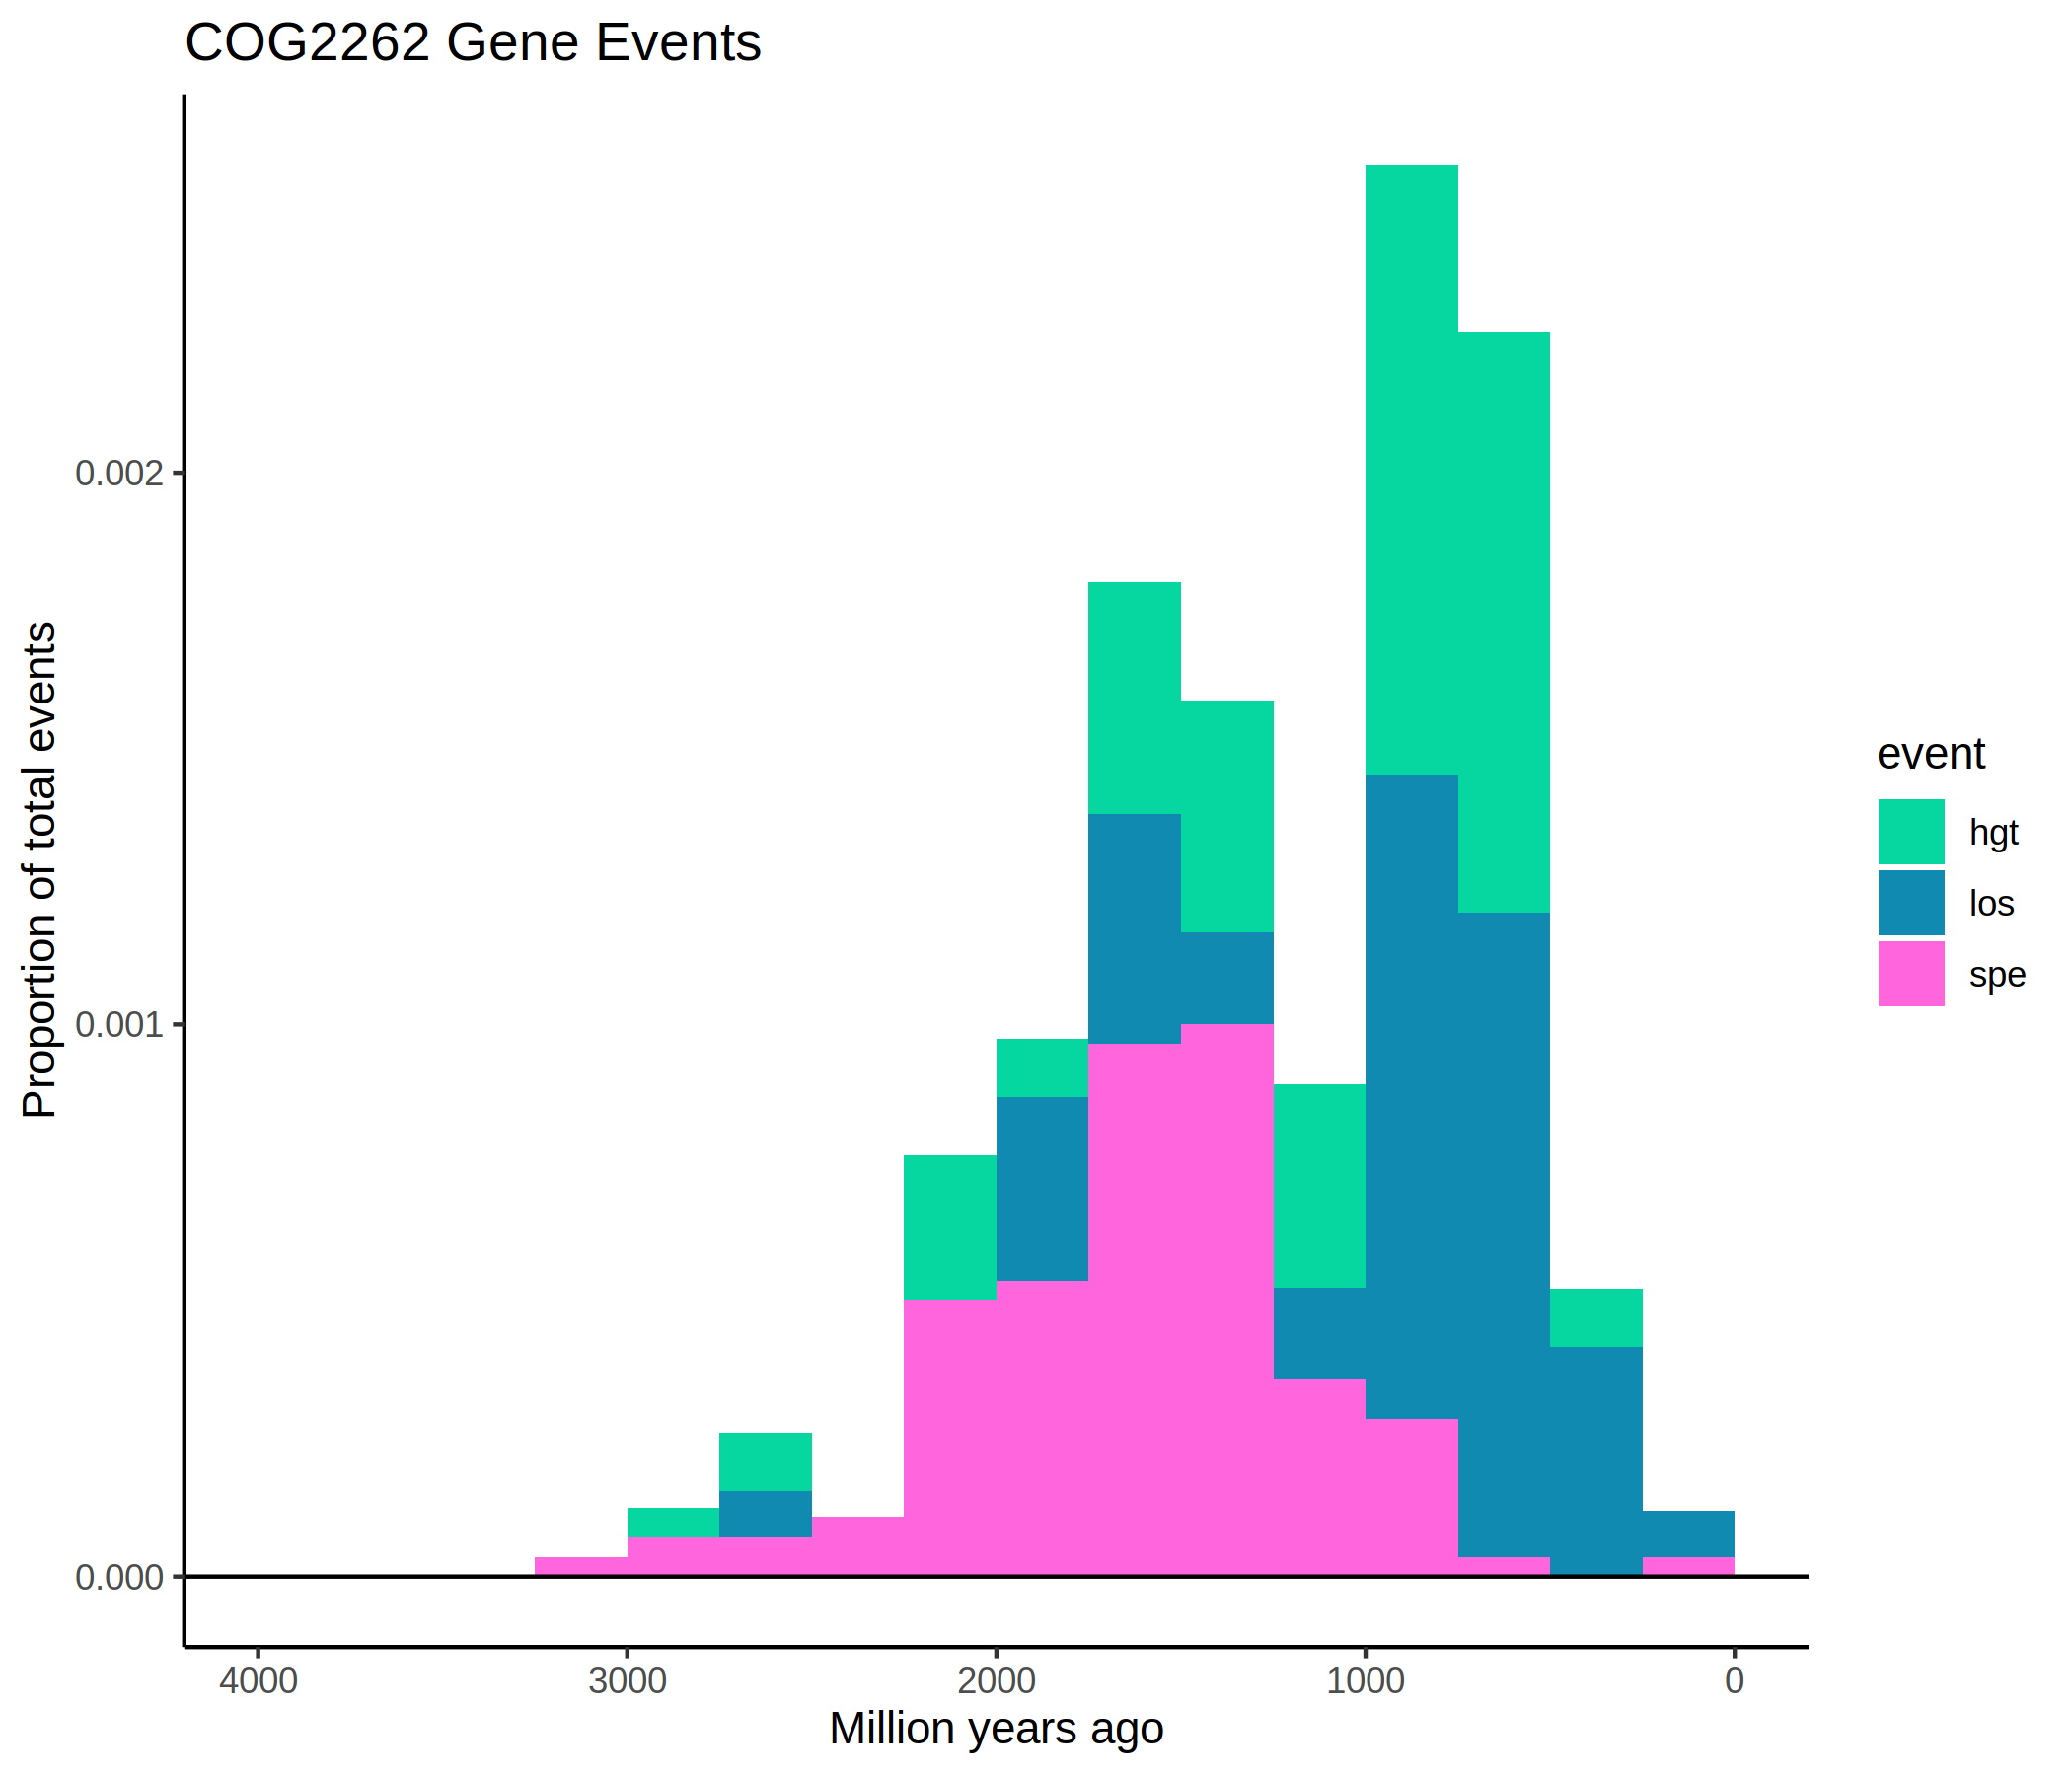 COG2262 Gene Events
Proportion of total events
0.002
0.001
0.000
4000 3000 2000 1000 0
Million years ago
event
hgt
los
spe